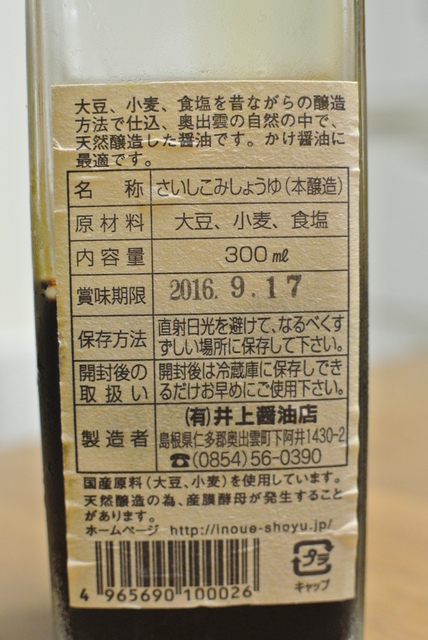 大豆、小麦、食塩を昔ながらの醸造
方法で仕込、奥出雲の自然の中で、
天然醸造した醤油です。かけ醤油に
最適です。
名 称 さいしこみしょうゆ(本醸造)
原材料 大豆、小麦、食塩
内容量 300㎖
賞味期限 2016.9.17
保存方法 直射日光を避けて、なるべくす
ずしい場所に保存して下さい。
開封後の 開封後は冷蔵庫に保存しでき
取扱い るだけお早めにご使用下さい。
製造者 (有)井上醤油店
島根県仁多郡奥出雲町下阿井1430-2
☎(0854)56-0390
国産原料(大豆、小麦)を使用しています。
天然醸造の為、産膜酵母が発生すること
があります。
ホームページ http://inoue-shoyu.jp/
プラ
キャップ
4 965690 100026